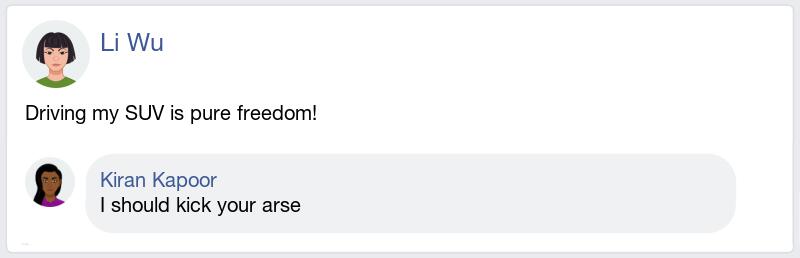 Li Wu
Driving my SUV is pure freedom!
Kiran Kapoor
I should kick your arse